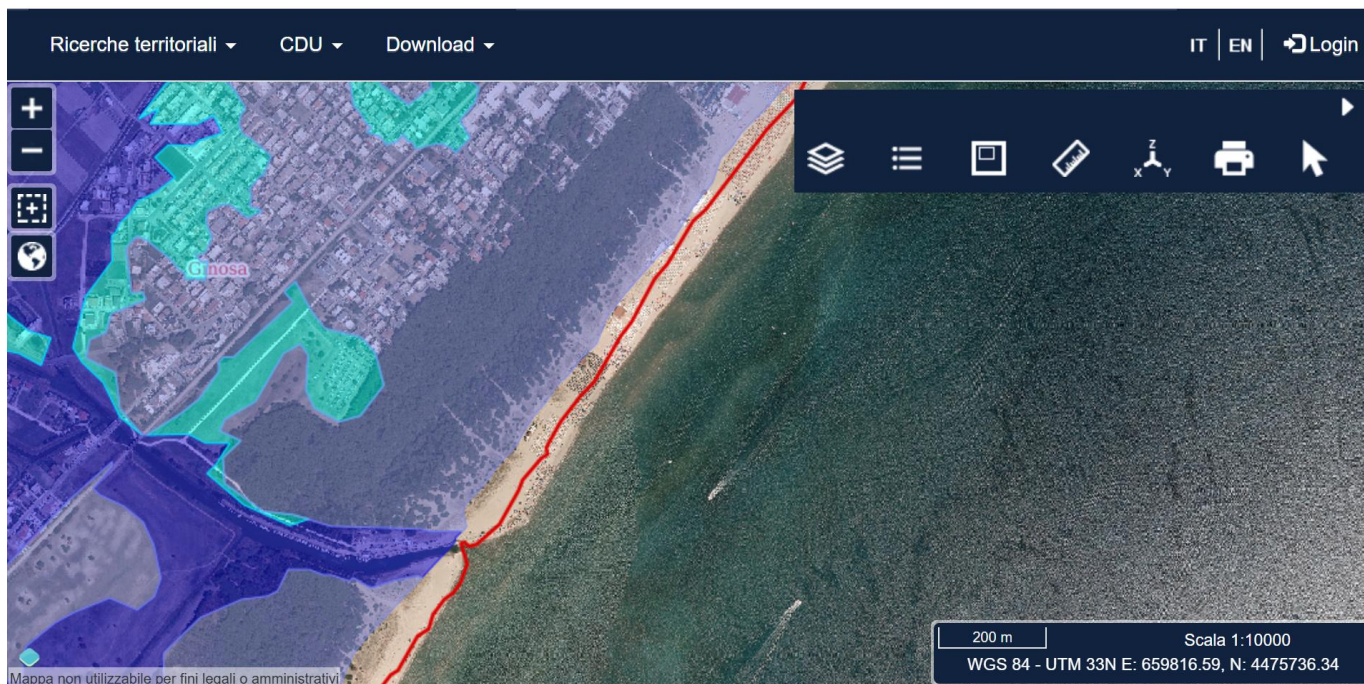 Ricerche territoriali CDU Download IT EN Login
+
−
Z
X Y
Ginosa
200 m Scala 1:10000
WGS 84 - UTM 33N E: 659816.59, N: 4475736.34
Mappa non utilizzabile per fini legali o amministrativi